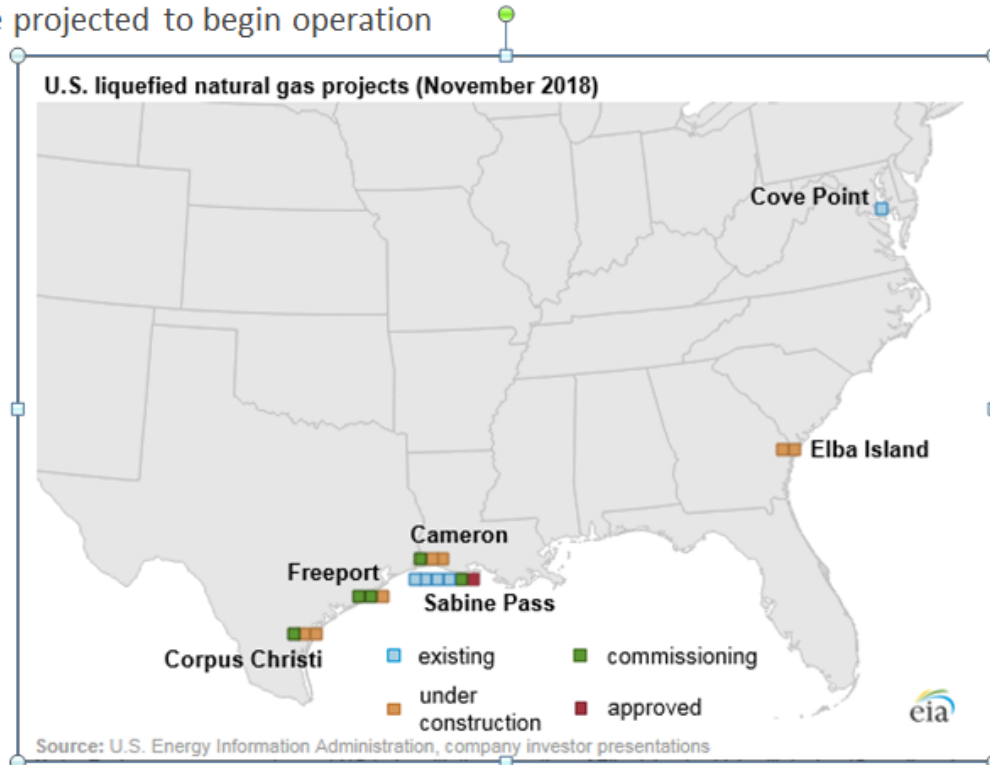 projected to begin operation
U.S. liquefied natural gas projects (November 2018)
Cove Point
Elba Island
Cameron
Freeport
Sabine Pass
Corpus Christi
existing
commissioning
under
construction
approved
eia
Source: U.S. Energy Information Administration, company investor presentations